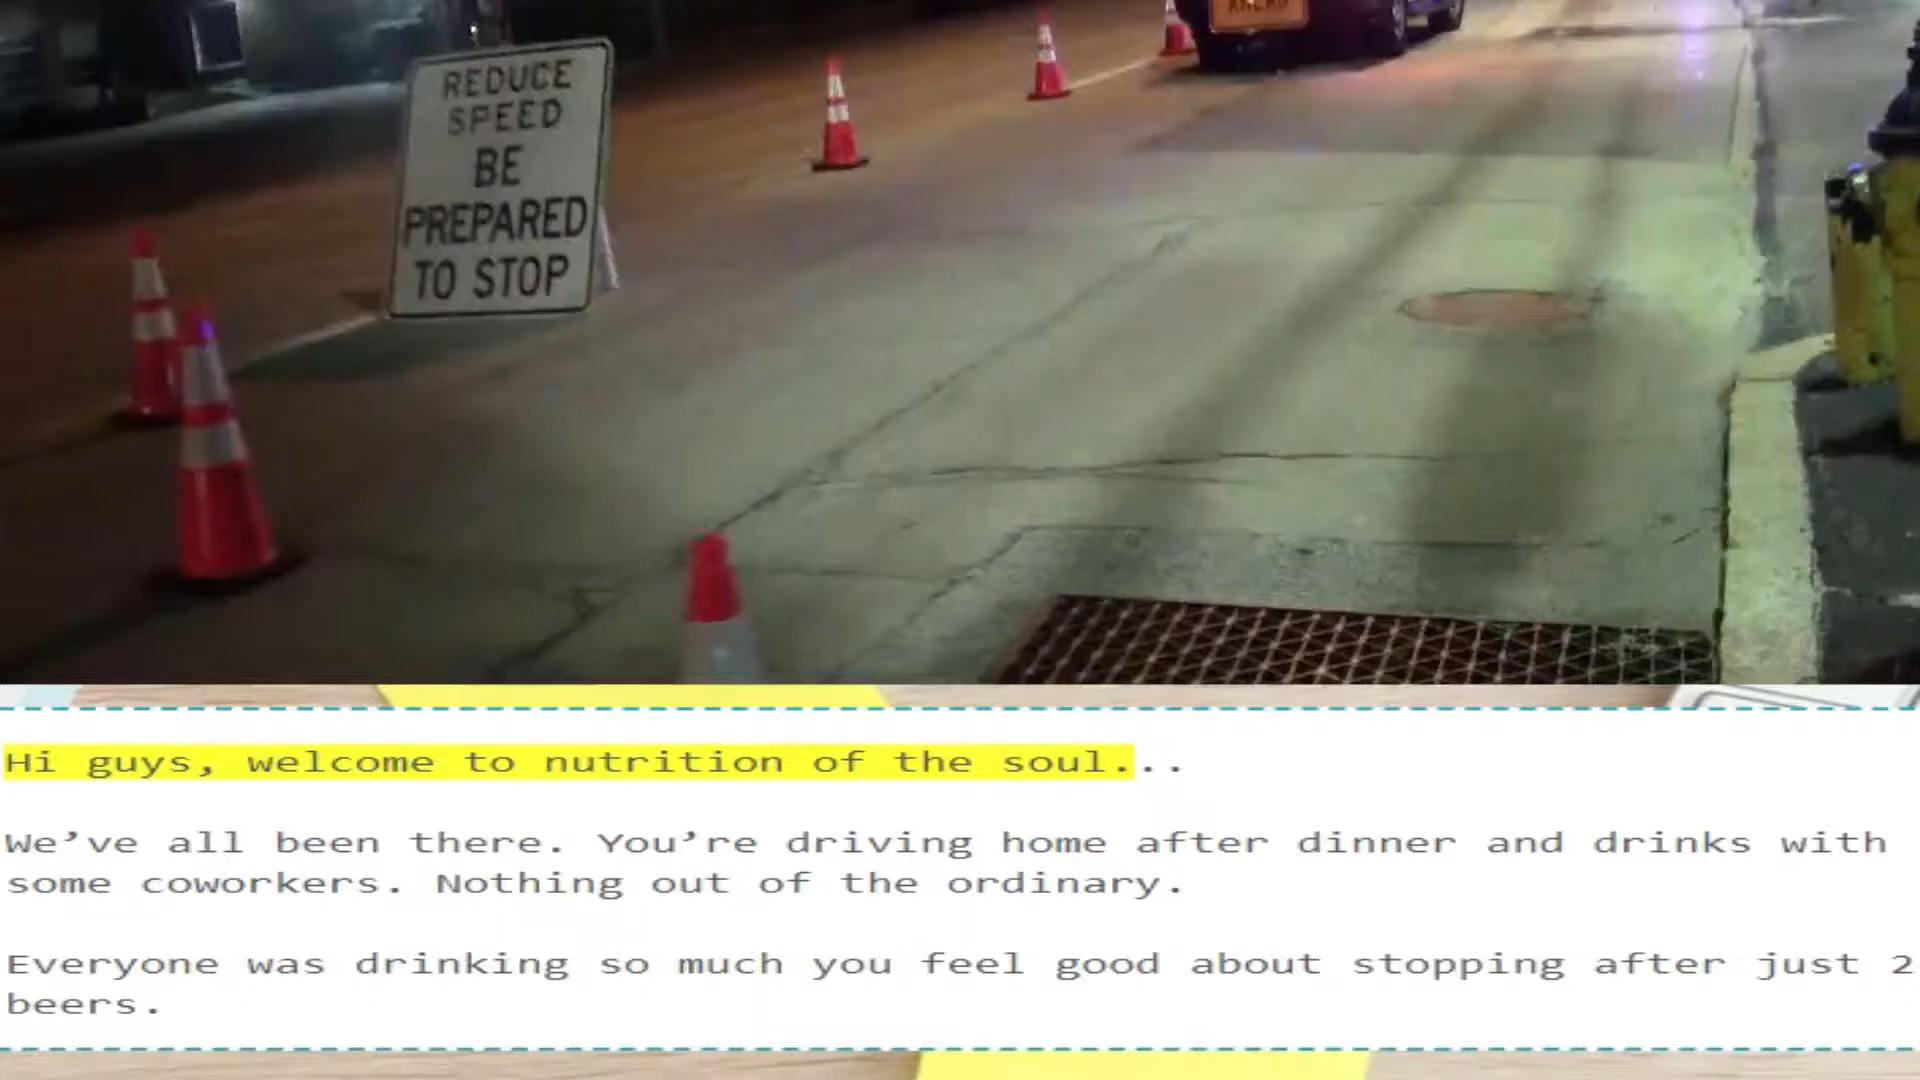 AHEAD
REDUCE
SPEED
BE
PREPARED
TO STOP
Hi guys, welcome to nutrition of the soul...
We’ve all been there. You’re driving home after dinner and drinks with
some coworkers. Nothing out of the ordinary.
Everyone was drinking so much you feel good about stopping after just 2
beers.